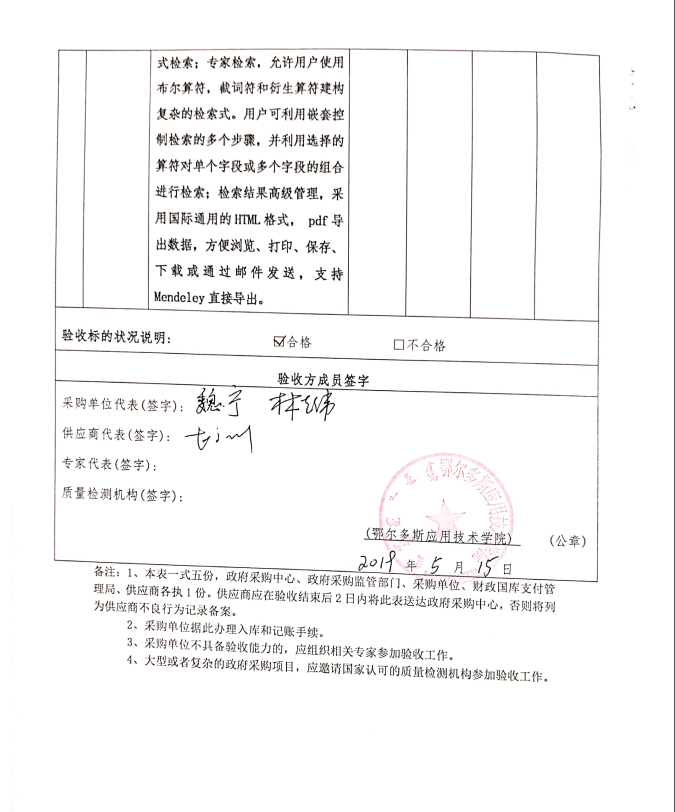 式检索；专家检索，允许用户使用
布尔算符，截词符和衍生算符建构
复杂的检索式。用户可利用嵌套控
制检索的多个步骤，并利用选择的
算符对单个字段或多个字段的组合
进行检索；检索结果高级管理，采
用国际通用的 HTML 格式， pdf 导
出数据，方便浏览、打印、保存、
下载或通过邮件发送，支持
Mendeley 直接导出。
验收标的状况说明： ☑合格 □不合格
验收方成员签字
采购单位代表(签字)： 魏宁 林纬
供应商代表(签字)：
专家代表(签字)：
质量检测机构(签字)：
(鄂尔多斯应用技术学院) (公章)
2019 年 5 月 15 日
备注：1、本表一式五份，政府采购中心、政府采购监管部门、采购单位、财政国库支付管
理局、供应商各执 1 份。供应商应在验收结束后 2 日内将此表送达政府采购中心，否则将列
为供应商不良行为记录备案。
2、采购单位据此办理入库和记账手续。
3、采购单位不具备验收能力的，应组织相关专家参加验收工作。
4、大型或者复杂的政府采购项目，应邀请国家认可的质量检测机构参加验收工作。